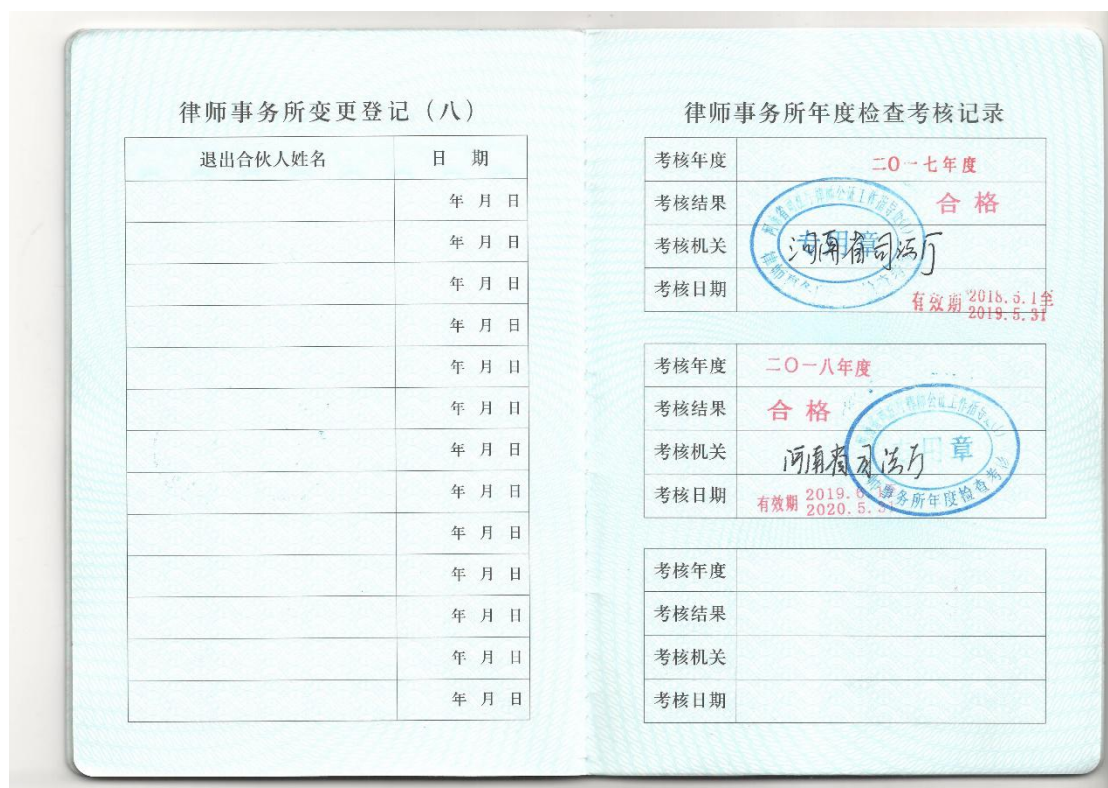 律师事务所变更登记（八）
退出合伙人姓名 日 期
年 月 日
年 月 日
年 月 日
年 月 日
年 月 日
年 月 日
年 月 日
年 月 日
年 月 日
年 月 日
年 月 日
年 月 日
年 月 日
律师事务所年度检查考核记录
考核年度 二〇一七年度
考核结果 合格
考核机关 河南省司法厅
专用章
考核日期
有效期 2018.6.1至
2019.5.31
考核年度 二〇一八年度
考核结果 合格
考核机关 河南省司法厅
用章
事务所年度检查考
考核日期
有效期 2019.6
2020.5.31
考核年度
考核结果
考核机关
考核日期